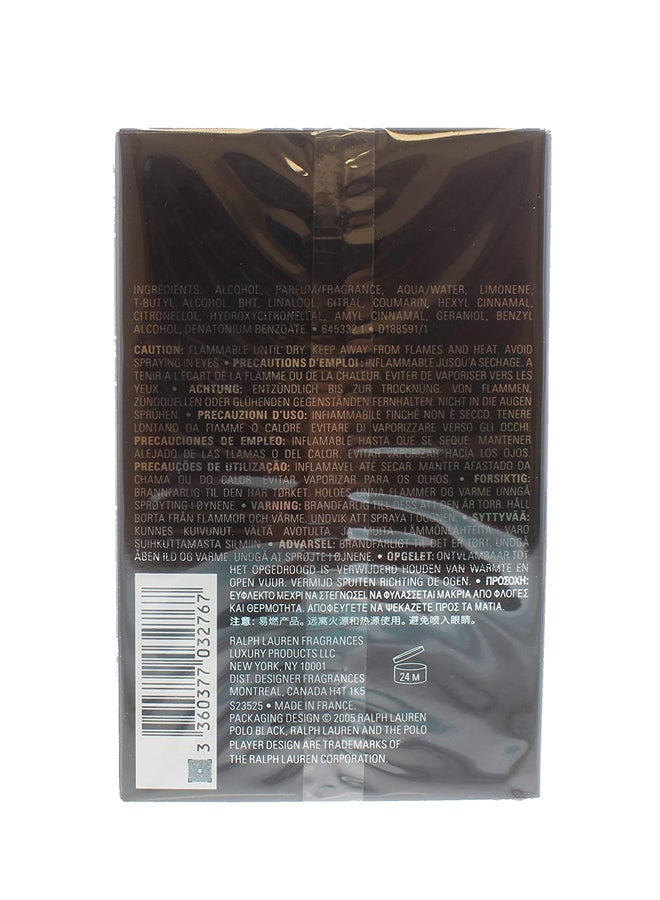 INGREDIENTS: ALCOHOL, PARFUM/FRAGRANCE, AQUA/WATER, LIMONENE,
T-BUTYL ALCOHOL BHT, LINALOOL, CITRAL, COUMARIN, HEXYL CINNAMAL,
CITRONELLOL, HYDROXYCITRONELLAL, AMYL CINNAMAL, GERANIOL, BENZYL
ALCOHOL, DENATONIUM BENZOATE • 645332 1 • D188591/1
CAUTION: FLAMMABLE UNTIL DRY. KEEP AWAY FROM FLAMES AND HEAT. AVOID
SPRAYING IN EYES • PRECAUTIONS D'EMPLOI: INFLAMMABLE JUSQU'A SECHAGE. A
TENIR A L'ECART DE LA FLAMME OU DE LA CHALEUR. EVITER DE VAPORISER VERS LES
YEUX • ACHTUNG: ENTZÜNDLICH BIS ZUR TROCKNUNG. VON FLAMMEN,
ZÜNDQUELLEN ODER GLÜHENDEN GEGENSTÄNDEN FERNHALTEN. NICHT IN DIE AUGEN
SPRÜHEN. • PRECAUZIONI D'USO: INFIAMMABILE FINCHÉ NON È SECCO. TENERE
LONTANO DA FIAMME O CALORE. EVITARE DI VAPORIZZARE VERSO GLI OCCHI.
PRECAUCIONES DE EMPLEO: INFLAMABLE HASTA QUE SE SEQUE. MANTENER
ALEJADO DE LAS LLAMAS O DEL CALOR. EVITAR VAPORIZAR HACÍA LOS OJOS.
PRECAUÇÕES DE UTILIZAÇÃO: INFLAMÁVEL ATÉ SECAR. MANTER AFASTADO DA
CHAMA OU DO CALOR. EVITAR VAPORIZAR PARA OS OLHOS. • FORSIKTIG:
BRANNFARLIG TIL DEN HAR TØRKET. HOLDES UNNA FLAMMER OG VARME UNNGÅ
SPRØYTING I ØYNENE. • VARNING: BRANDFARLIG TILL DESS ATT DEN ÄR TORR. HÅLL
BORTA FRÅN FLAMMOR OCH VÄRME. UNDVIK ATT SPRAYA I ÖGONEN. • SYTTYVÄÄ:
KUNNES KUIVUNUT. VÄLTÄ AVOTULTA JA MUITA LÄMMÖNLÄHTEITÄ. VARO
SUIHKUTTAMASTA SILMIIN. • ADVARSEL: BRANDFARLIGT TIL DET ER TØRT. UNDGÅ
ÅBEN ILD OG VARME UNDGÅ AT SPRØJTE I ØJNENE. • OPGELET: ONTVLAMBAAR TOT
HET OPGEDROOGD IS VERWIJDERD HOUDEN VAN WARMTE EN
OPEN VUUR. VERMIJD SPUITEN RICHTING DE OGEN. • ΠΡΟΣΟΧΗ:
ΕΥΦΛΕΚΤΟ ΜΕΧΡΙ ΝΑ ΣΤΕΓΝΩΣΕΙ ΝΑ ΦΥΛΑΣΣΕΤΑΙ ΜΑΚΡΙΑ ΑΠΟ ΦΛΟΓΕΣ
ΚΑΙ ΘΕΡΜΟΤΗΤΑ. ΑΠΟΦΕΥΓΕΤΕ ΝΑ ΨΕΚΑΖΕΤΕ ΠΡΟΣ ΤΑ ΜΑΤΙΑ.
注意: 易燃产品。远离火源和热源使用。避免喷入眼睛。
RALPH LAUREN FRAGRANCES
LUXURY PRODUCTS LLC
NEW YORK, NY 10001
DIST. DESIGNER FRAGRANCES
MONTREAL, CANADA H4T 1K5
S23525 • MADE IN FRANCE.
PACKAGING DESIGN © 2005 RALPH LAUREN
POLO BLACK, RALPH LAUREN AND THE POLO
PLAYER DESIGN ARE TRADEMARKS OF
THE RALPH LAUREN CORPORATION.
24 M
3 360377 032767